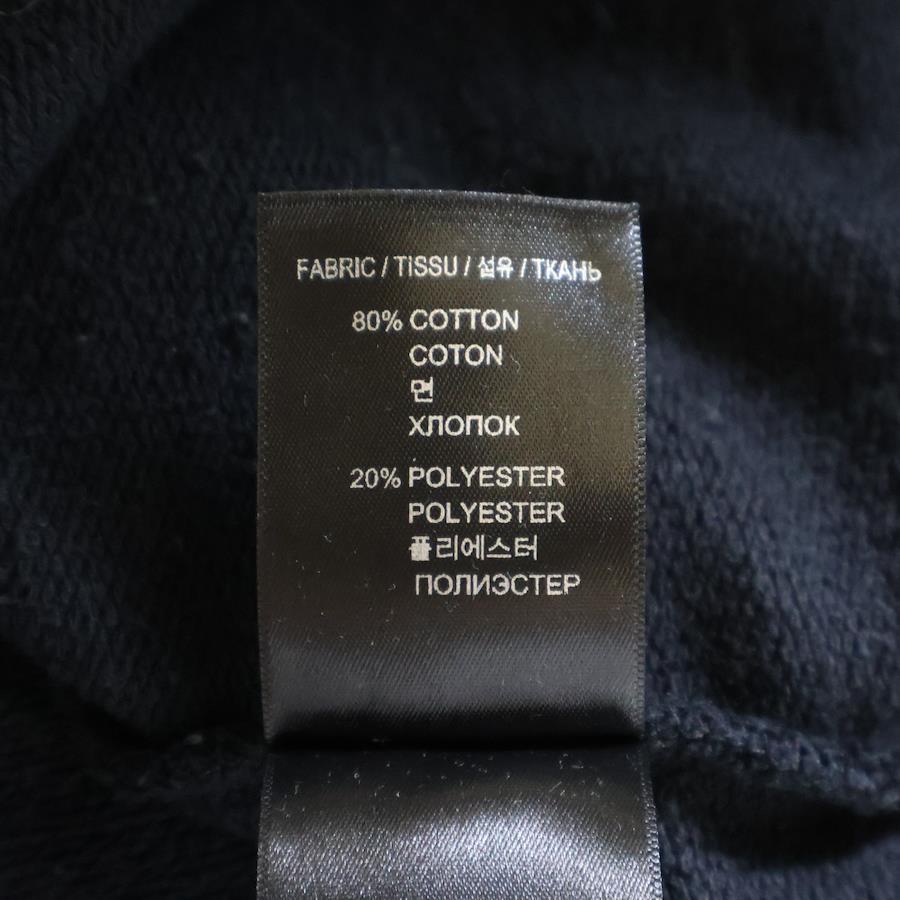 FABRIC / TiSSU / 섬유 / ТКАНЬ
80% COTTON
COTON
면
ХЛОПОК
20% POLYESTER
POLYESTER
폴리에스터
ПОЛИЭСТЕР